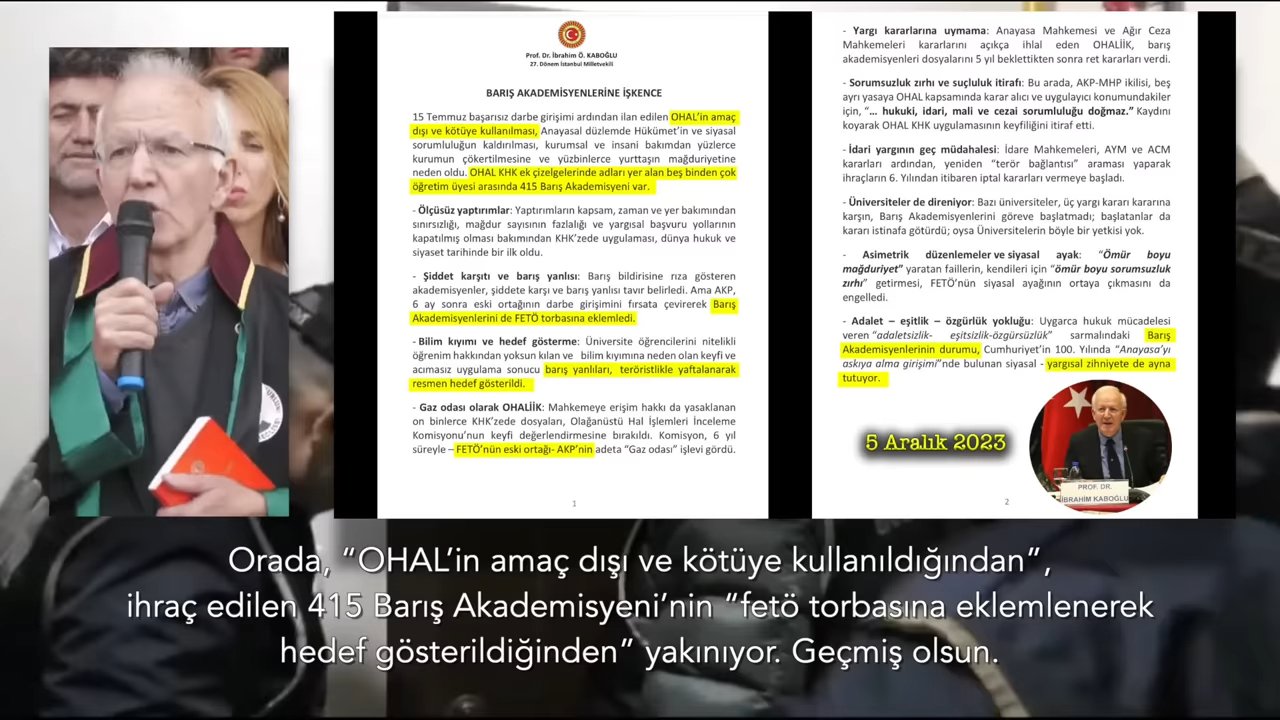 Prof. Dr. İbrahim Ö. KABOĞLU
27. Dönem İstanbul Milletvekili
BARIŞ AKADEMİSYENLERİNE İŞKENCE
15 Temmuz başarısız darbe girişimi ardından ilan edilen OHAL’in amaç
dışı ve kötüye kullanılması, Anayasal düzlemde Hükümet’in ve siyasal
sorumluluğun kaldırılması, kurumsal ve insani bakımdan yüzlerce
kurumun çökertilmesine ve yüzbinlerce yurttaşın mağduriyetine
neden oldu. OHAL KHK ek çizelgelerinde adları yer alan beş binden çok
öğretim üyesi arasında 415 Barış Akademisyeni var.
- Ölçüsüz yaptırımlar: Yaptırımların kapsam, zaman ve yer bakımından
sınırsızlığı, mağdur sayısının fazlalığı ve yargısal başvuru yollarının
kapatılmış olması bakımından KHK’zede uygulaması, dünya hukuk ve
siyaset tarihinde bir ilk oldu.
- Şiddet karşıtı ve barış yanlısı: Barış bildirisine rıza gösteren
akademisyenler, şiddete karşı ve barış yanlısı tavır belirledi. Ama AKP,
6 ay sonra eski ortağının darbe girişimini fırsata çevirerek Barış
Akademisyenlerini de FETÖ torbasına eklemledi.
- Bilim kıyımı ve hedef gösterme: Üniversite öğrencilerini nitelikli
öğrenim hakkından yoksun kılan ve bilim kıyımına neden olan keyfi ve
acımasız uygulama sonucu barış yanlıları, teröristlikle yaftalanarak
resmen hedef gösterildi.
- Gaz odası olarak OHALİİK: Mahkemeye erişim hakkı da yasaklanan
on binlerce KHK’zede dosyaları, Olağanüstü Hal İşlemleri İnceleme
Komisyonu’nun keyfi değerlendirmesine bırakıldı. Komisyon, 6 yıl
süreyle – FETÖ’nün eski ortağı- AKP’nin adeta “Gaz odası” işlevi gördü.
1
- Yargı kararlarına uymama: Anayasa Mahkemesi ve Ağır Ceza
Mahkemeleri kararlarını açıkça ihlal eden OHALİİK, barış
akademisyenleri dosyalarını 5 yıl beklettikten sonra ret kararları verdi.
- Sorumsuzluk zırhı ve suçluluk itirafı: Bu arada, AKP-MHP ikilisi, beş
ayrı yasaya OHAL kapsamında karar alıcı ve uygulayıcı konumundakiler
için, “… hukuki, idari, mali ve cezai sorumluluğu doğmaz.” Kaydını
koyarak OHAL KHK uygulamasının keyfiliğini itiraf etti.
- İdari yargının geç müdahalesi: İdare Mahkemeleri, AYM ve ACM
kararları ardından, yeniden “terör bağlantısı” araması yaparak
ihraçların 6. Yılından itibaren iptal kararları vermeye başladı.
- Üniversiteler de direniyor: Bazı üniversiteler, üç yargı kararı kararına
karşın, Barış Akademisyenlerini göreve başlatmadı; başlatanlar da
kararı istinafa götürdü; oysa Üniversitelerin böyle bir yetkisi yok.
- Asimetrik düzenlemeler ve siyasal ayak: “Ömür boyu
mağduriyet” yaratan faillerin, kendileri için “ömür boyu sorumsuzluk
zırhı” getirmesi, FETÖ’nün siyasal ayağının ortaya çıkmasını da
engelledi.
- Adalet – eşitlik – özgürlük yokluğu: Uygarca hukuk mücadelesi
veren “adaletsizlik- eşitsizlik-özgürsüzlük” sarmalındaki Barış
Akademisyenlerinin durumu, Cumhuriyet’in 100. Yılında “Anayasa’yı
askıya alma girişimi”nde bulunan siyasal - yargısal zihniyete de ayna
tutuyor.
5 Aralık 2023
PROF. DR.
İBRAHİM KABOĞLU
2
Orada, “OHAL’in amaç dışı ve kötüye kullanıldığından”,
ihraç edilen 415 Barış Akademisyeni’nin “fetö torbasına eklemlenerek
hedef gösterildiğinden” yakınıyor. Geçmiş olsun.